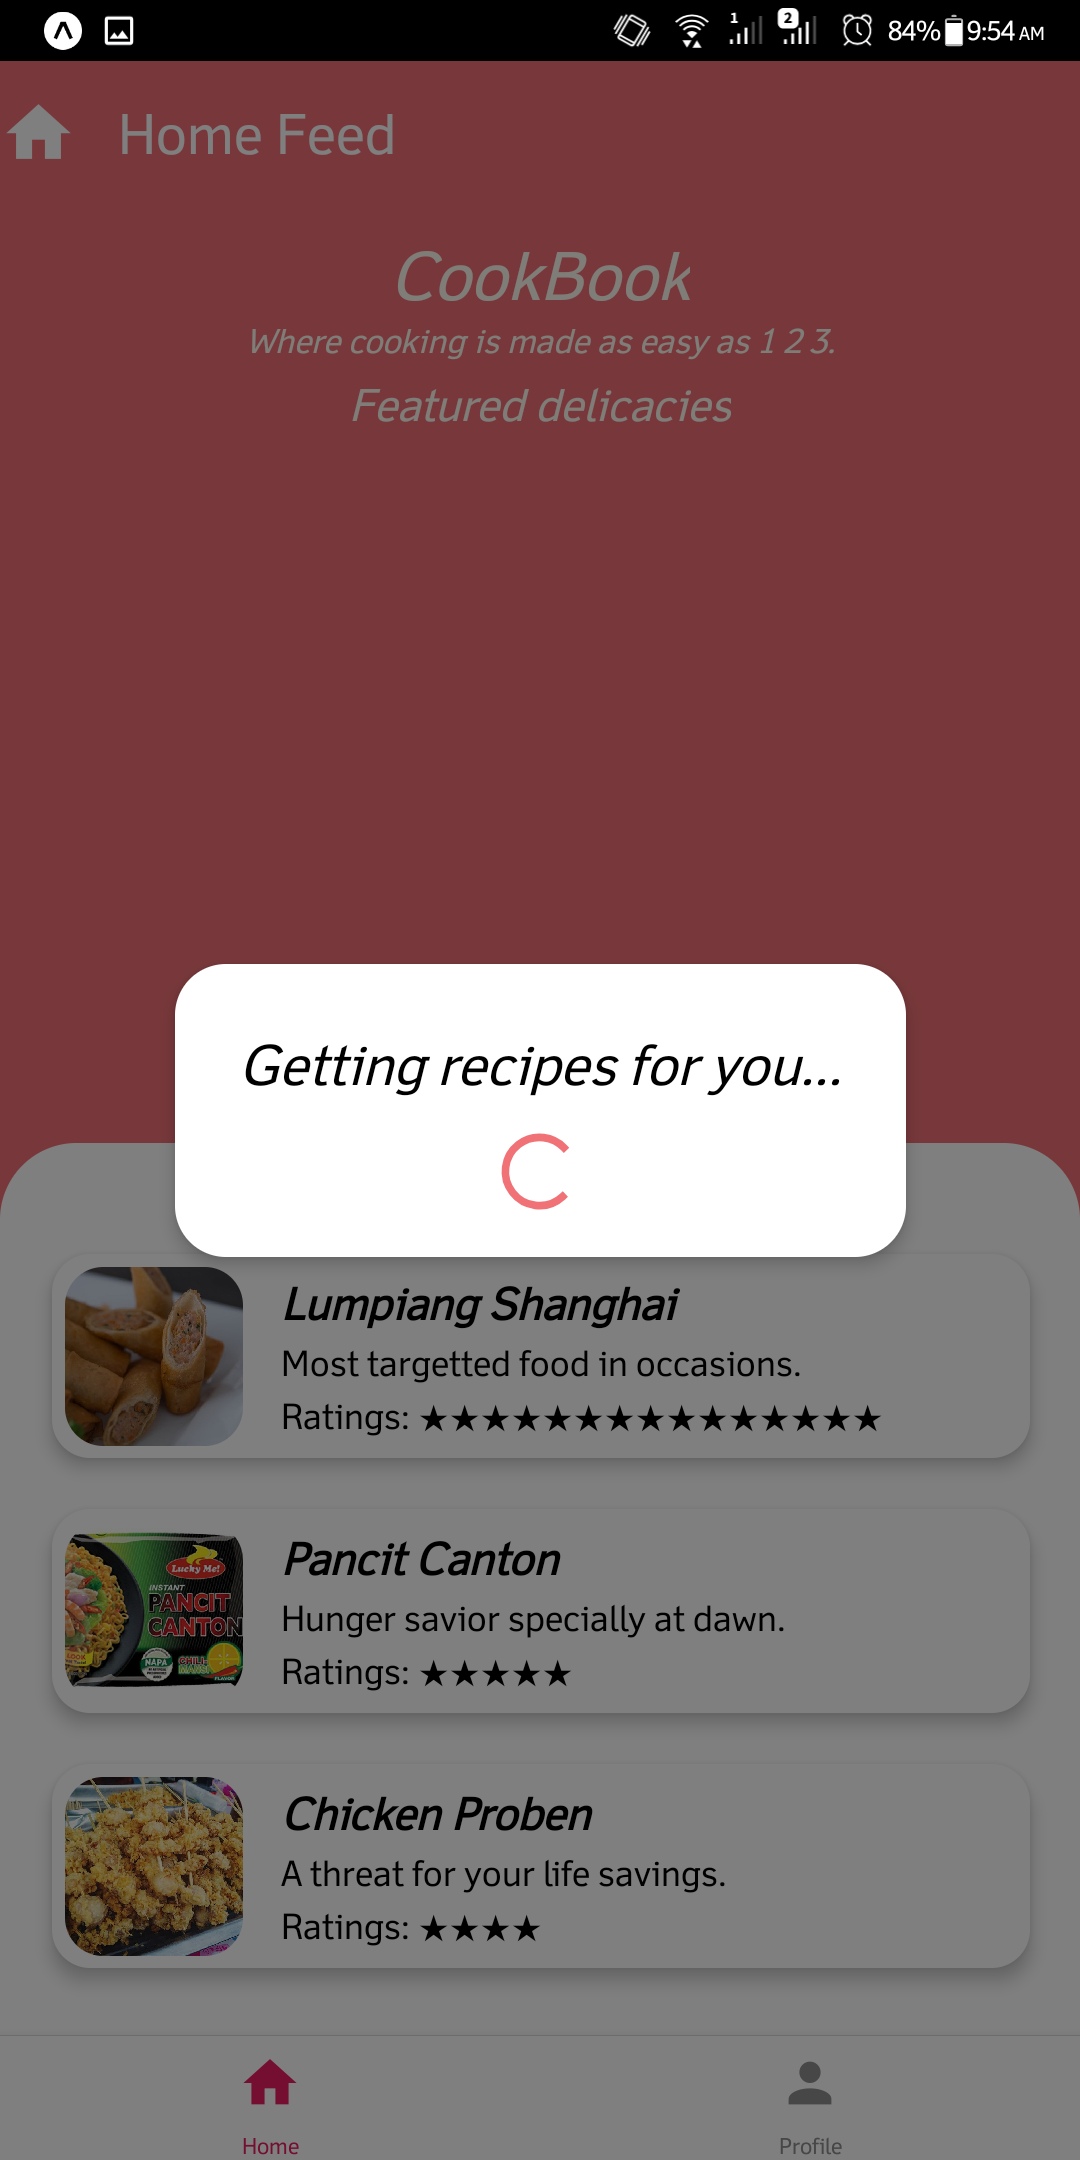 1 2 84% 9:54 AM
Home Feed
CookBook
Where cooking is made as easy as 1 2 3.
Featured delicacies
Getting recipes for you...
Lumpiang Shanghai
Most targetted food in occasions.
Ratings: ★★★★★★★★★★★★★★★
Lucky Me!
INSTANT
PANCIT
CANTON
NAPA
CHILI-
MANSI
FLAVOR
Pancit Canton
Hunger savior specially at dawn.
Ratings: ★★★★★
Chicken Proben
A threat for your life savings.
Ratings: ★★★★
Home
Profile